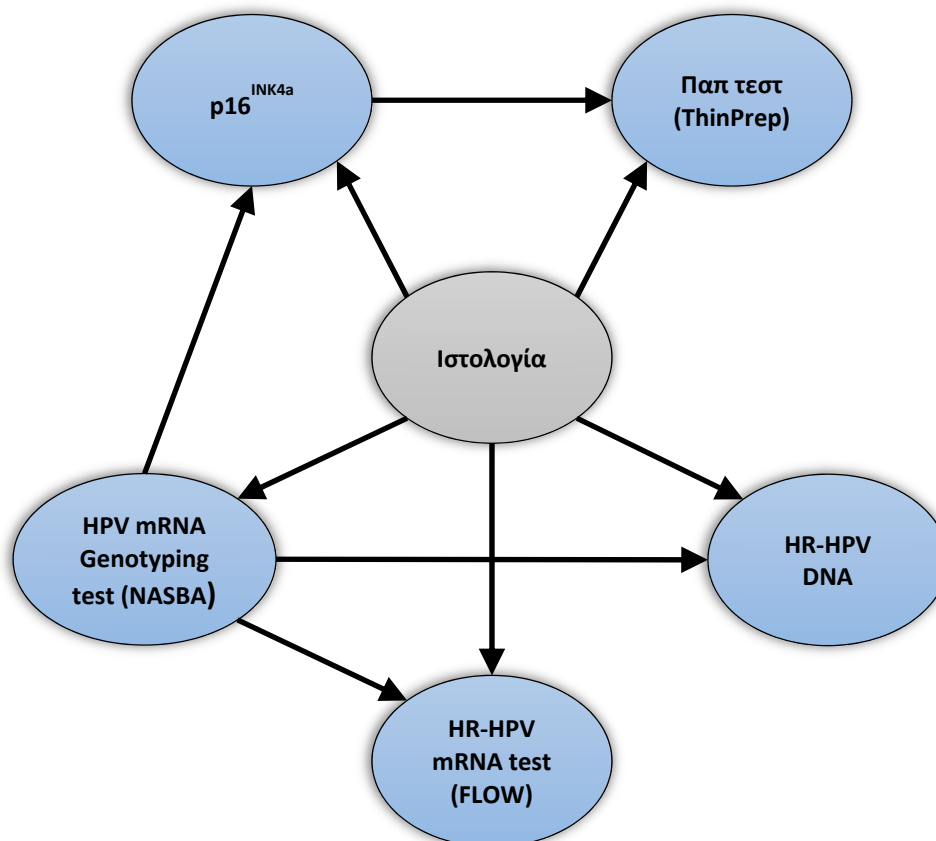 p16INK4a
Παπ τεστ
(ThinPrep)
Ιστολογία
HPV mRNA
Genotyping
test (NASBA)
HR-HPV
DNA
HR-HPV
mRNA test
(FLOW)